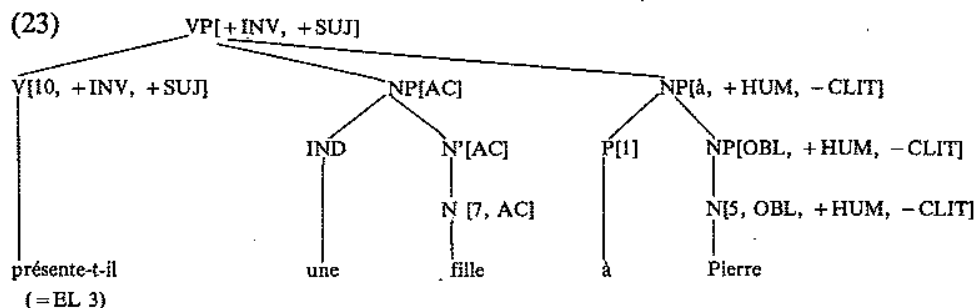 (23) VP[+INV, +SUJ]
V[10, +INV, +SUJ] NP[AC] NP[à, +HUM, −CLIT]
IND N'[AC] P[1] NP[OBL, +HUM, −CLIT]
N [7, AC] N[5, OBL, +HUM, −CLIT]
présente-t-il une fille à Pierre
(=EL 3)